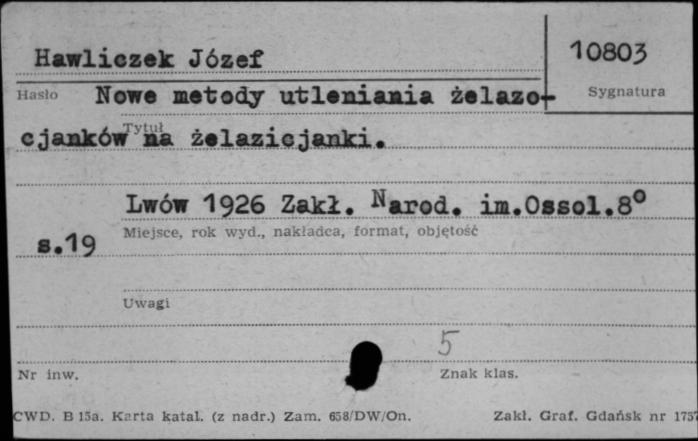 Hawliczek Józef
10803
Hasło Nowe metody utleniania żelazo-
Sygnatura
Tytuł
cjanków na żelazicjanki.
Lwów 1926 Zakł. Narod. im.Ossol.8°
Miejsce, rok wyd., nakładca, format, objętość
s.19
Uwagi
5
Nr inw.
Znak klas.
CWD. B 15a. Karta katal. (z nadr.) Zam. 658/DW/On.
Zakł. Graf. Gdańsk nr 1757